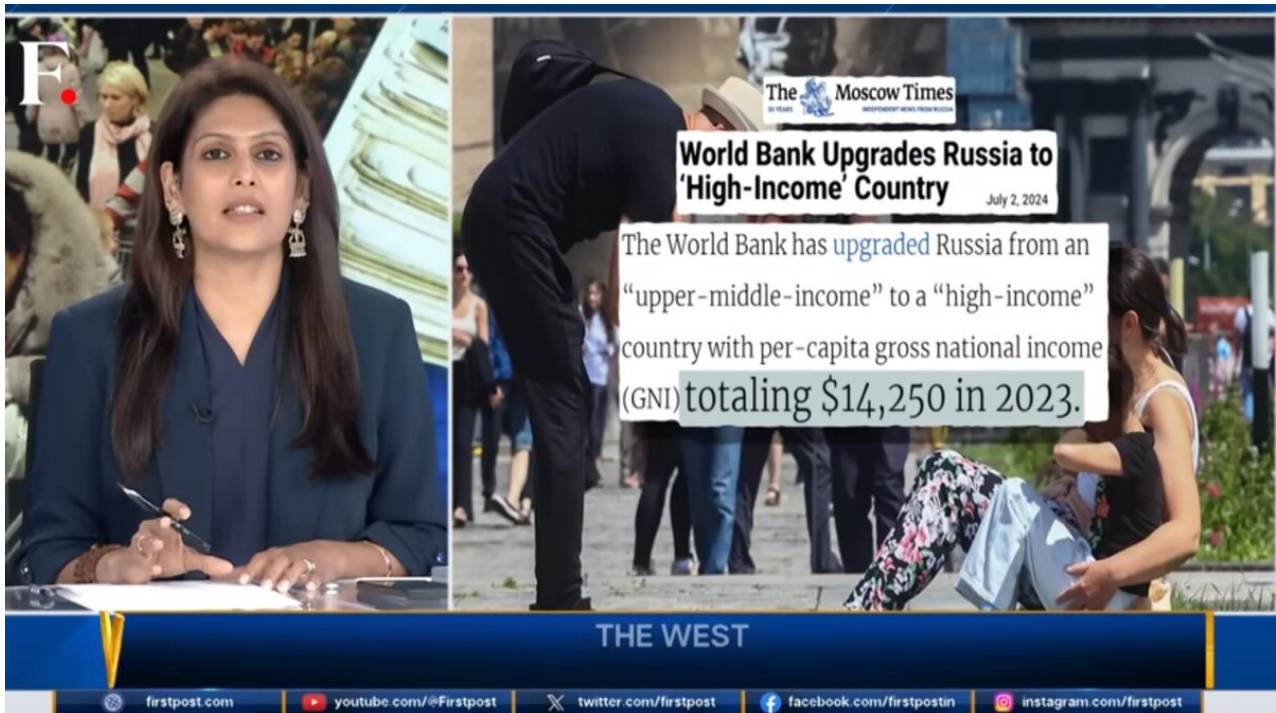 F.
The Moscow Times
30 YEARS INDEPENDENT NEWS FROM RUSSIA
World Bank Upgrades Russia to
‘High-Income’ Country
July 2, 2024
The World Bank has upgraded Russia from an
“upper-middle-income” to a “high-income”
country with per-capita gross national income
(GNI) totaling $14,250 in 2023.
THE WEST
firstpost.com
youtube.com/@Firstpost
twitter.com/firstpost
facebook.com/firstpostin
instagram.com/firstpost